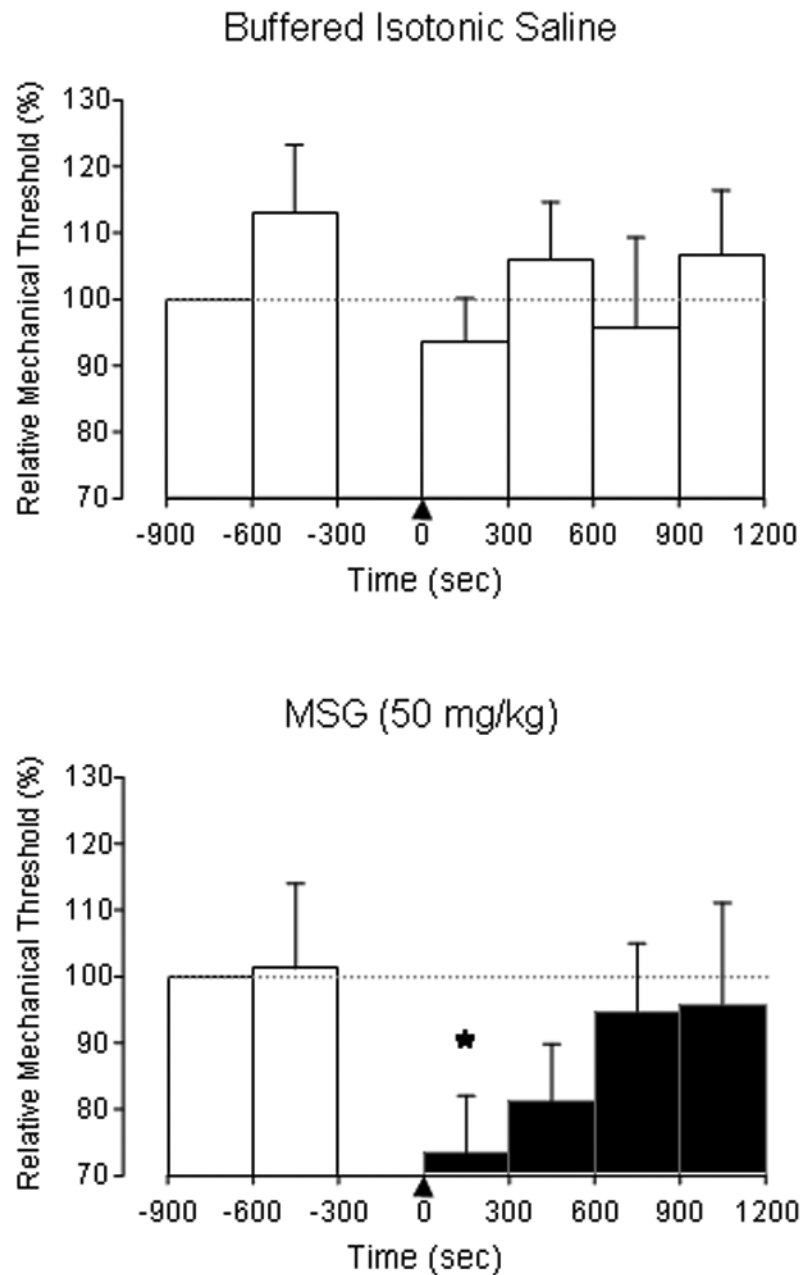 Buffered Isotonic Saline
Relative Mechanical Threshold (%)
130
120
110
100
90
80
70
-900 -600 -300 0 300 600 900 1200
Time (sec)
MSG (50 mg/kg)
Relative Mechanical Threshold (%)
130
120
110
100
90
80
70
*
-900 -600 -300 0 300 600 900 1200
Time (sec)